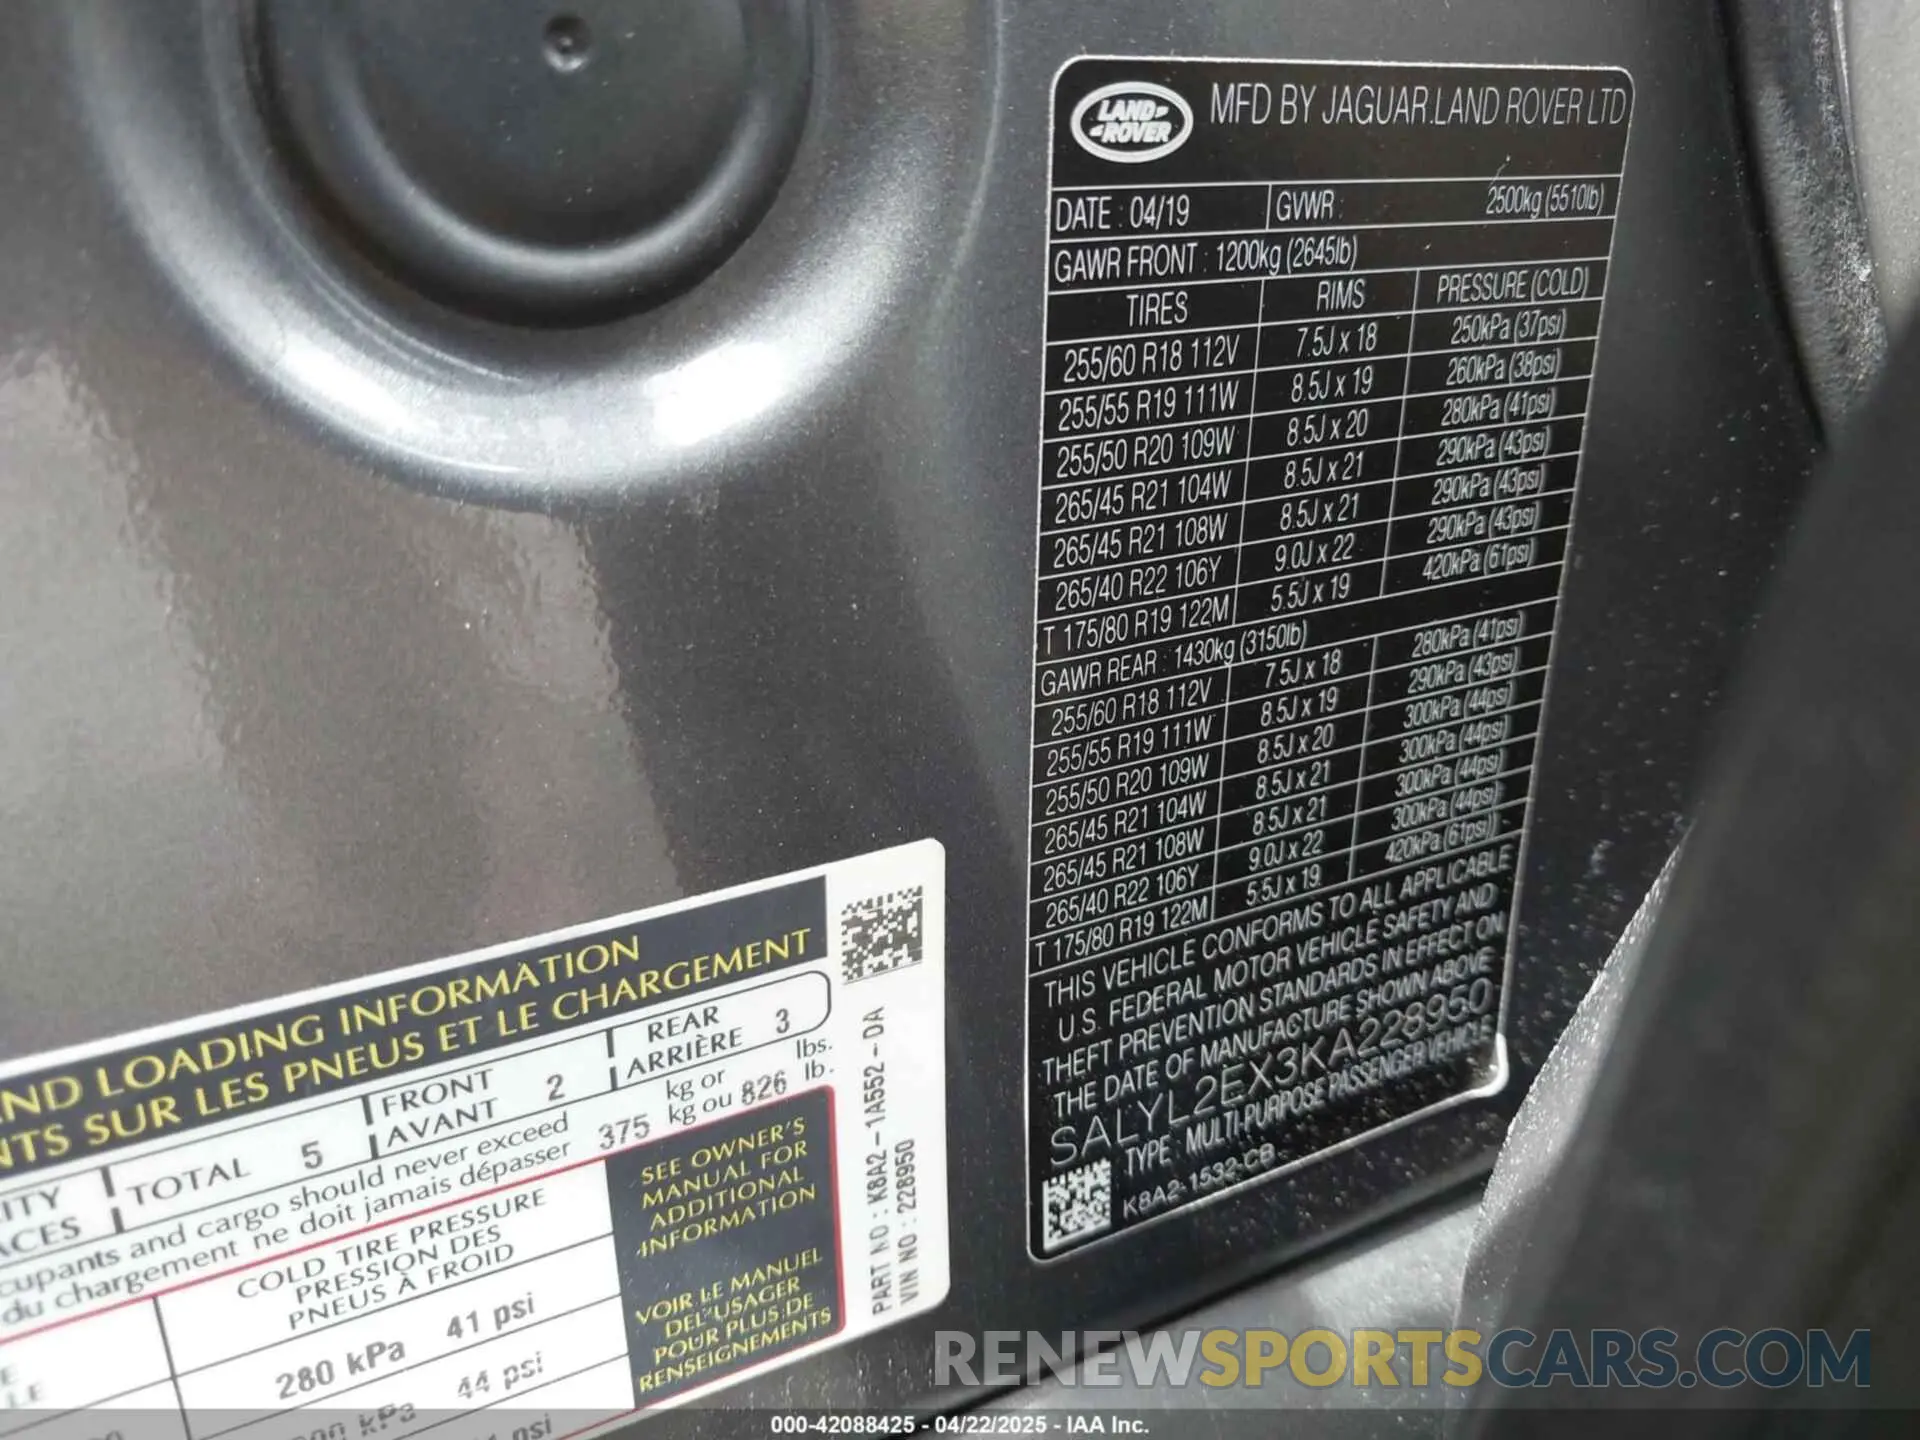 LAND
ROVER
MFD BY JAGUAR LAND ROVER LTD
DATE : 04/19 GVWR : 2500kg (5510lb)
GAWR FRONT : 1200kg (2645lb)
TIRES RIMS PRESSURE (COLD)
255/60 R18 112V 7.5J x 18 250kPa (37psi)
255/55 R19 111W 8.5J x 19 260kPa (38psi)
255/50 R20 109W 8.5J x 20 280kPa (41psi)
265/45 R21 104W 8.5J x 21 290kPa (43psi)
265/45 R21 108W 8.5J x 21 290kPa (43psi)
265/40 R22 106Y 9.0J x 22 290kPa (43psi)
T 175/80 R19 122M 5.5J x 19 420kPa (61psi)
GAWR REAR : 1430kg (3150lb)
255/60 R18 112V 7.5J x 18 280kPa (41psi)
255/55 R19 111W 8.5J x 19 290kPa (43psi)
255/50 R20 109W 8.5J x 20 300kPa (44psi)
265/45 R21 104W 8.5J x 21 300kPa (44psi)
265/45 R21 108W 8.5J x 21 300kPa (44psi)
265/40 R22 106Y 9.0J x 22 300kPa (44psi)
T 175/80 R19 122M 5.5J x 19 420kPa (61psi)
THIS VEHICLE CONFORMS TO ALL APPLICABLE
U.S. FEDERAL MOTOR VEHICLE SAFETY AND
THEFT PREVENTION STANDARDS IN EFFECT ON
THE DATE OF MANUFACTURE SHOWN ABOVE
SALYL2EX3KA228950
TYPE : MULTI-PURPOSE PASSENGER VEHICLE
K8A2-1532-CB
ND LOADING INFORMATION
NTS SUR LES PNEUS ET LE CHARGEMENT
ITY TOTAL 5 FRONT 2 REAR 3
ACES AVANT ARRIÈRE
cupants and cargo should never exceed 375 kg or 826 lbs.
du chargement ne doit jamais dépasser kg ou lb.
COLD TIRE PRESSURE
PRESSION DES
PNEUS À FROID
280 kPa 41 psi
kPa 44 psi
psi
SEE OWNER'S
MANUAL FOR
ADDITIONAL
INFORMATION
VOIR LE MANUEL
DE L'USAGER
POUR PLUS DE
RENSEIGNEMENTS
PART NO : K8A2-1A552-DA
VIN NO : 228950
RENEWSPORTSCARS.COM
000-42088425 - 04/22/2025 - IAA Inc.